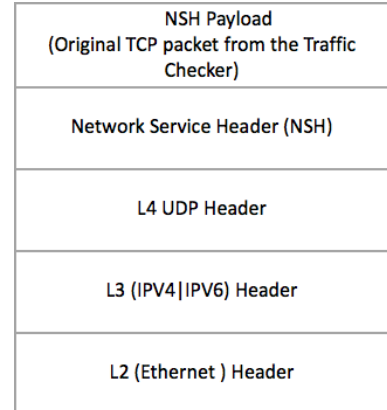 NSH Payload
(Original TCP packet from the Traffic
Checker)
Network Service Header (NSH)
L4 UDP Header
L3 (IPV4|IPV6) Header
L2 (Ethernet ) Header